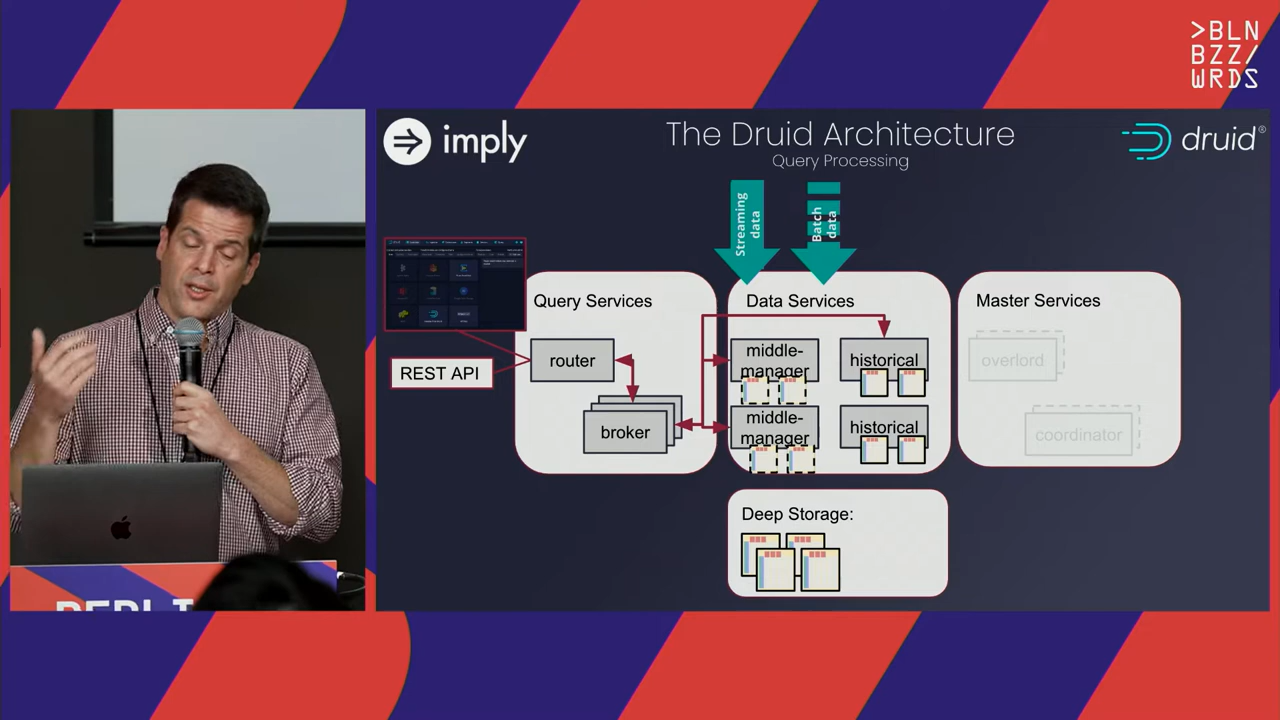 >BLN
BZZ/
WRDS
imply
The Druid Architecture
Query Processing
druid®
Streaming
data
Batch
data
Query Services
Data Services
Master Services
REST API
router
broker
middle-
manager
historical
middle-
manager
historical
overlord
coordinator
Deep Storage: